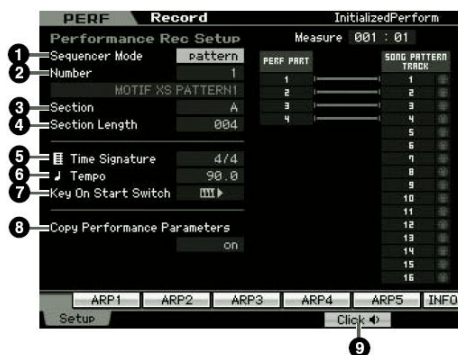 PERF Record InitializedPerform
Performance Rec Setup Measure 001 : 01
1 Sequencer Mode pattern
2 Number 1
MOTIF XS PATTERN1
3 Section A
4 Section Length 004
5 Time Signature 4/4
6 Tempo 90.0
7 Key On Start Switch
8 Copy Performance Parameters
on
PERF PART SONG PATTERN TRACK
1 1
2 2
3 3
4 4
5
6
7
8
9
10
11
12
13
14
15
16
ARP1 ARP2 ARP3 ARP4 ARP5 INFO
Setup Click
9